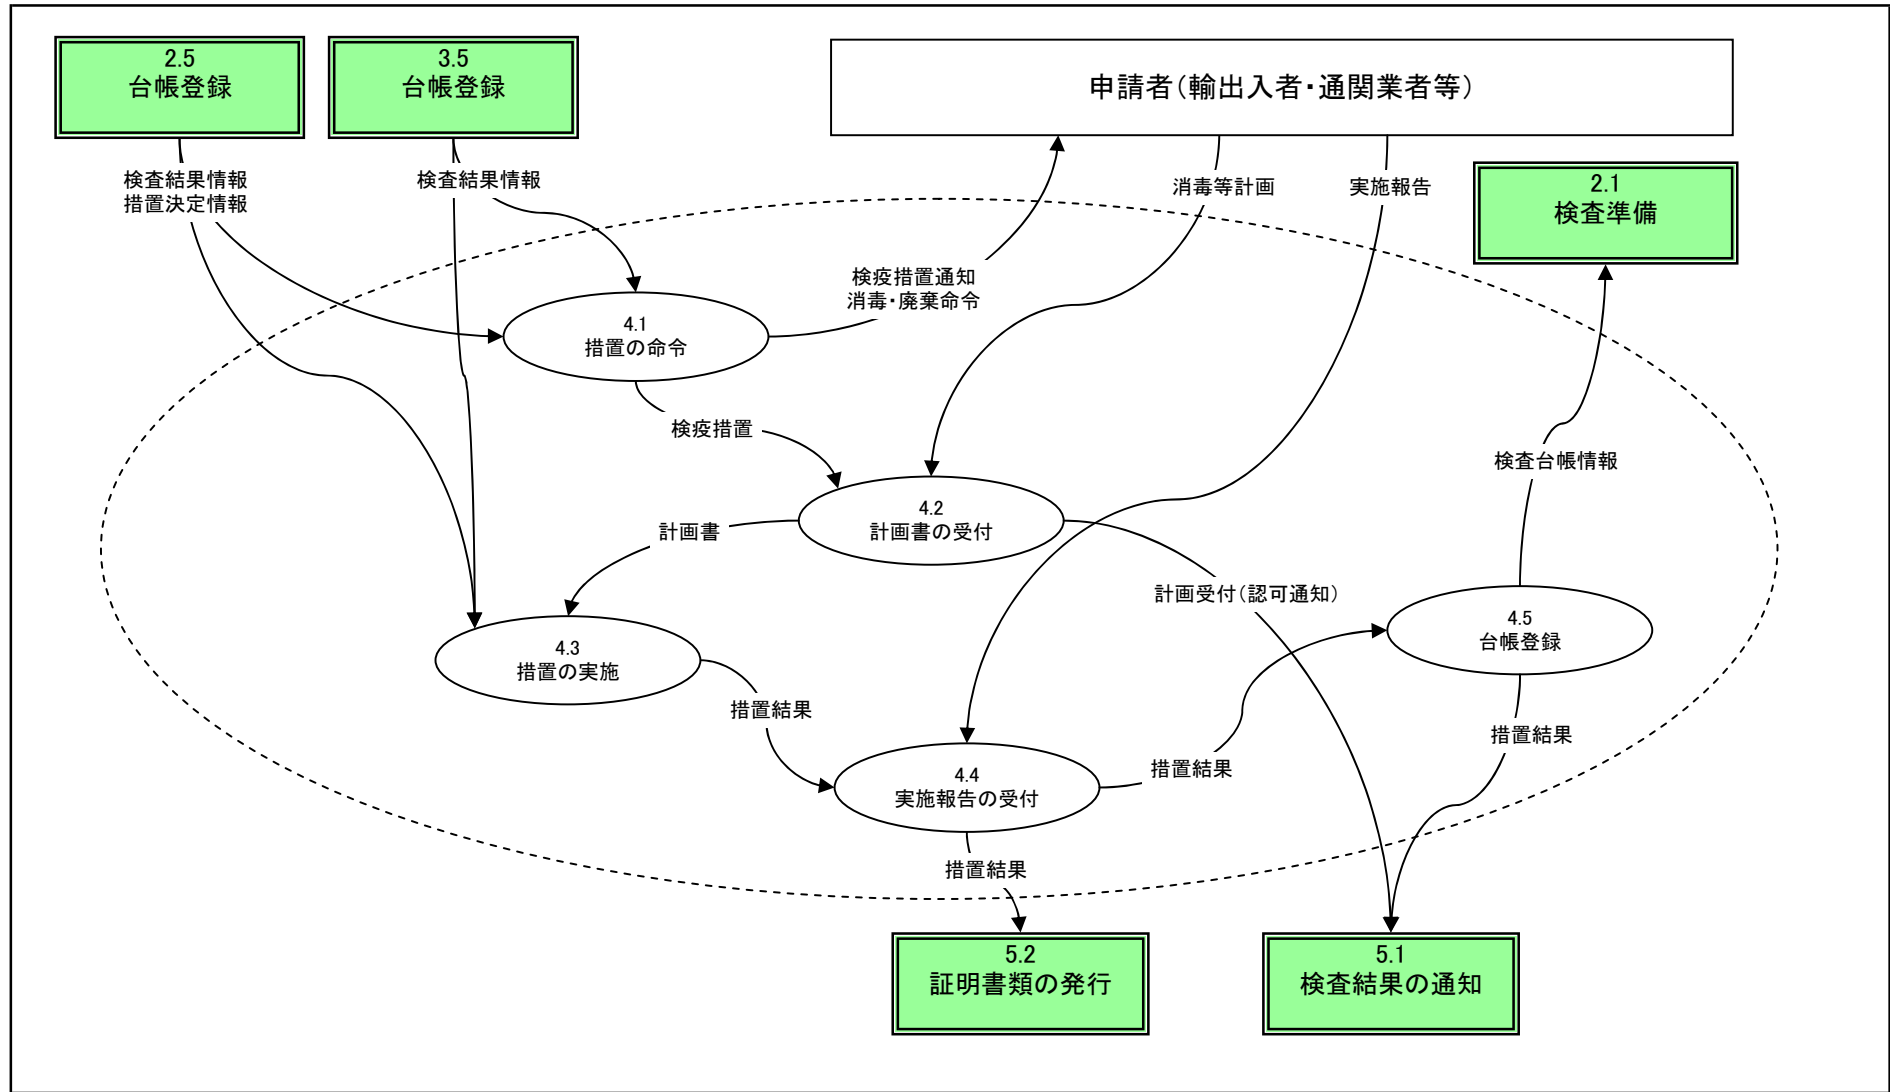 2.5
台帳登録
3.5
台帳登録
申請者(輸出入者・通関業者等)
検査結果情報
措置決定情報
検査結果情報
消毒等計画
実施報告
2.1
検査準備
検疫措置通知
消毒・廃棄命令
4.1
措置の命令
検疫措置
検査台帳情報
4.2
計画書の受付
計画書
計画受付(認可通知)
4.5
台帳登録
4.3
措置の実施
措置結果
措置結果
措置結果
4.4
実施報告の受付
措置結果
5.2
証明書類の発行
5.1
検査結果の通知